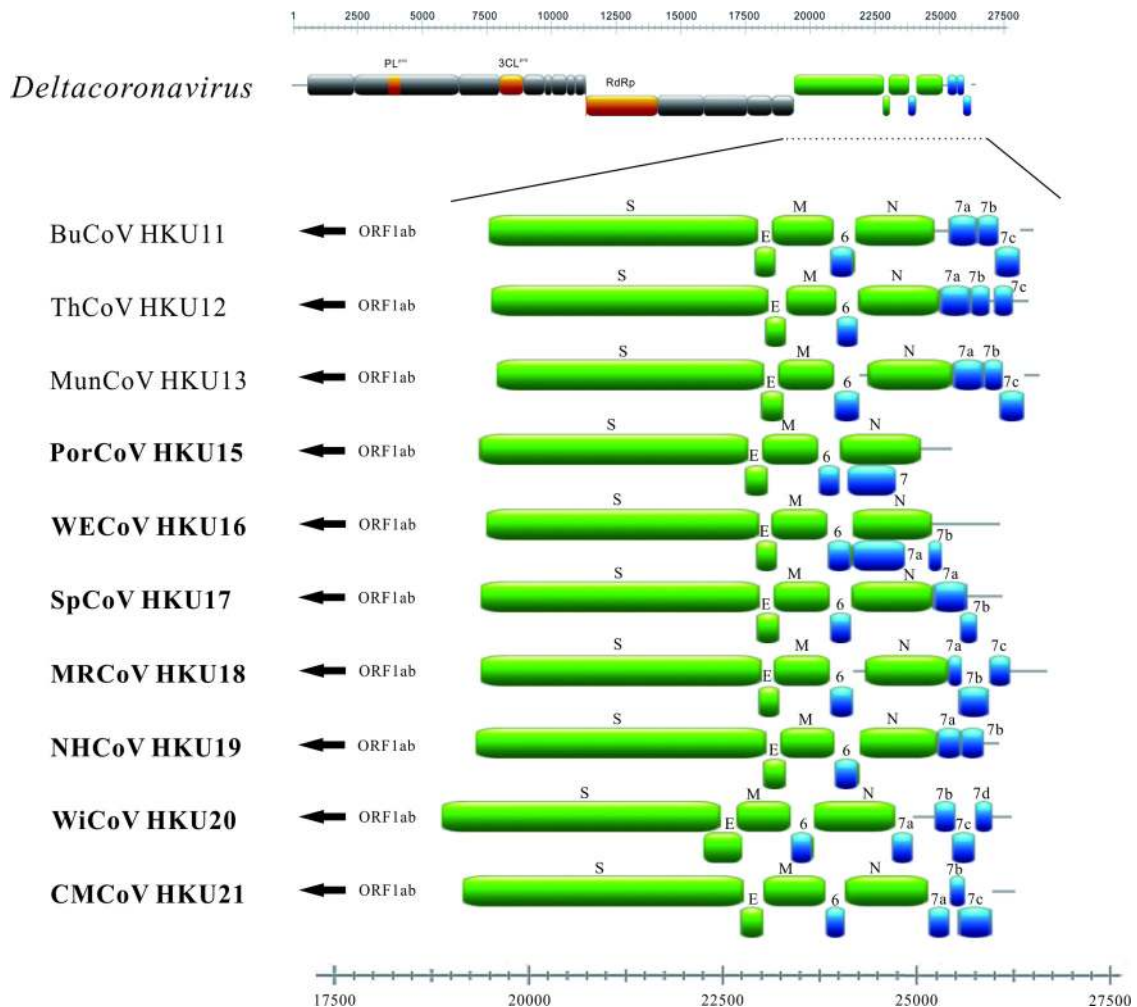 1 2500 5000 7500 10000 12500 15000 17500 20000 22500 25000 27500
PLpro 3CLpro
RdRp
Deltacoronavirus
S M N 7a 7b
BuCoV HKU11 ORF1ab E 6 7c
S M N 7a 7b
ThCoV HKU12 ORF1ab E 6 7c
S M N 7a 7b
MunCoV HKU13 ORF1ab E 6 7c
S M N
PorCoV HKU15 ORF1ab E 6 7
S M N
WECoV HKU16 ORF1ab E 6 7a 7b
S M N 7a
SpCoV HKU17 ORF1ab E 6 7b
S M N 7a 7c
MRCoV HKU18 ORF1ab E 6 7b
S M N 7a 7b
NHCoV HKU19 ORF1ab E 6
S M N 7b 7d
WiCoV HKU20 ORF1ab E 6 7a 7c
S M N 7b
CMCoV HKU21 ORF1ab E 6 7a 7c
17500 20000 22500 25000 27500